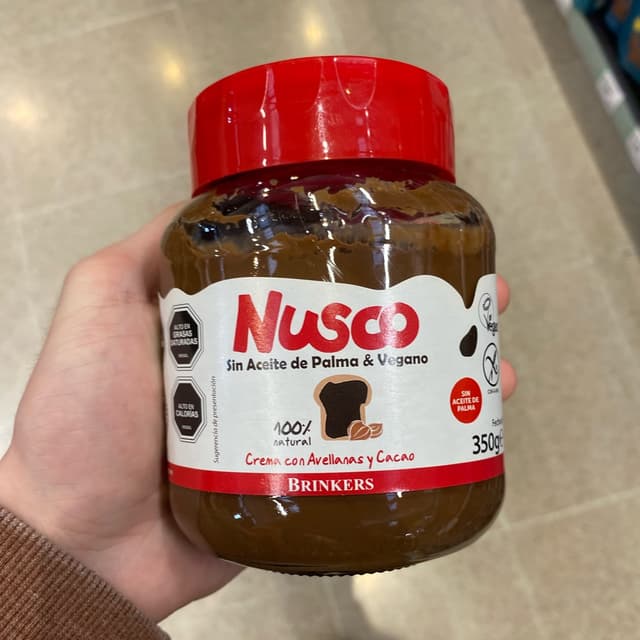 NUSCO
Sin Aceite de Palma & Vegano
ALTO EN
GRASAS
SATURADAS
ALTO EN
CALORÍAS
Sugerencia de presentación
100%
natural
Crema con Avellanas y Cacao
BRINKERS
SIN
ACEITE DE
PALMA
350g